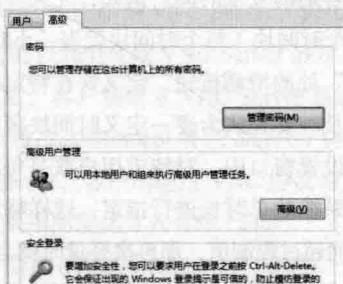 用户 高级
密码
您可以管理存储在这台计算机上的所有密码。
管理密码(M)
高级用户管理
可以用本地用户和组来执行高级用户管理任务。
高级(V)
安全登录
要增加安全性，您可以要求用户在登录之前按 Ctrl-Alt-Delete。
它会保证出现的 Windows 登录提示是可信的，防止模仿登录的